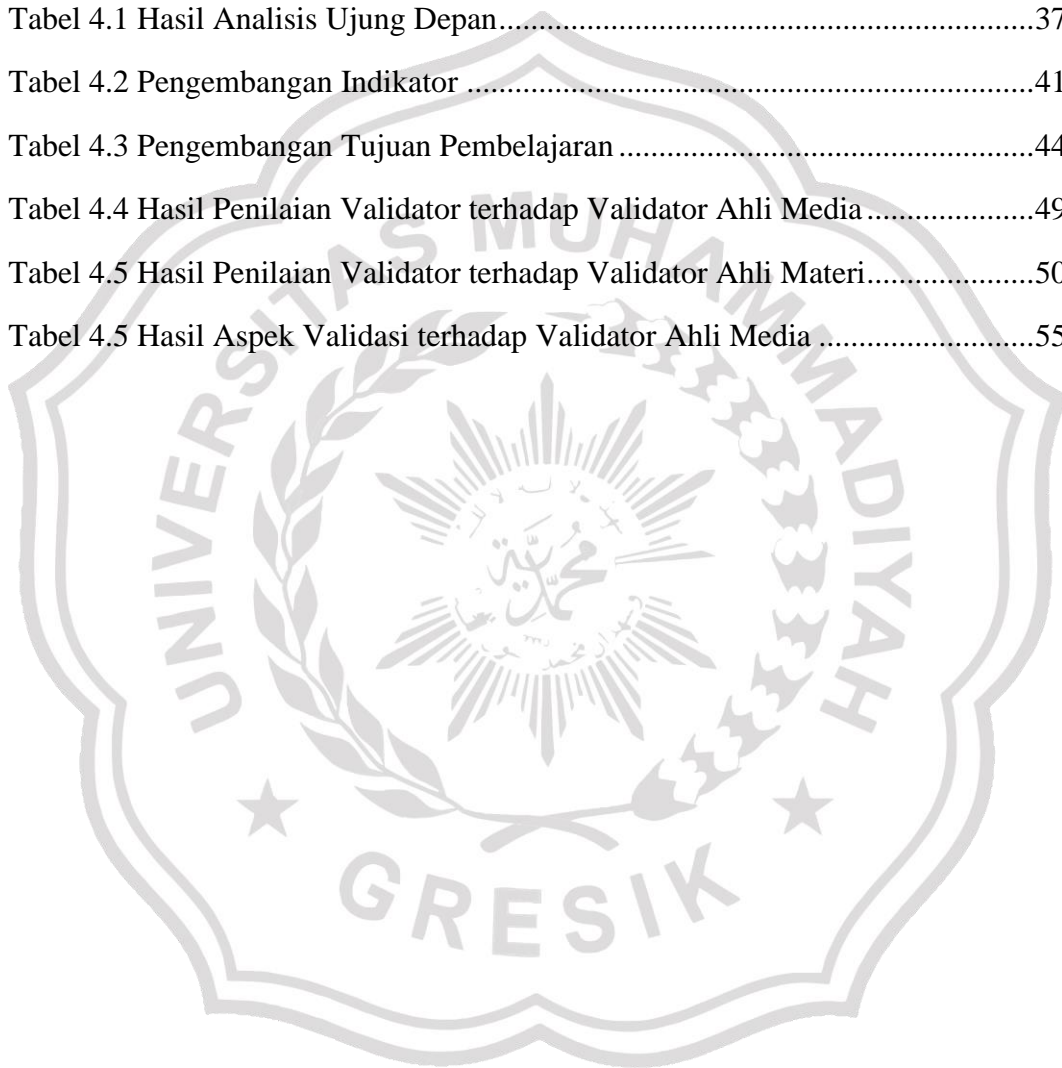 Tabel 4.1 Hasil Analisis Ujung Depan....................................................................37
Tabel 4.2 Pengembangan Indikator ........................................................................41
Tabel 4.3 Pengembangan Tujuan Pembelajaran .....................................................44
Tabel 4.4 Hasil Penilaian Validator terhadap Validator Ahli Media .....................49
Tabel 4.5 Hasil Penilaian Validator terhadap Validator Ahli Materi.....................50
Tabel 4.5 Hasil Aspek Validasi terhadap Validator Ahli Media ...........................55
UNIVERSITAS MUHAMMADIYAH
GRESIK